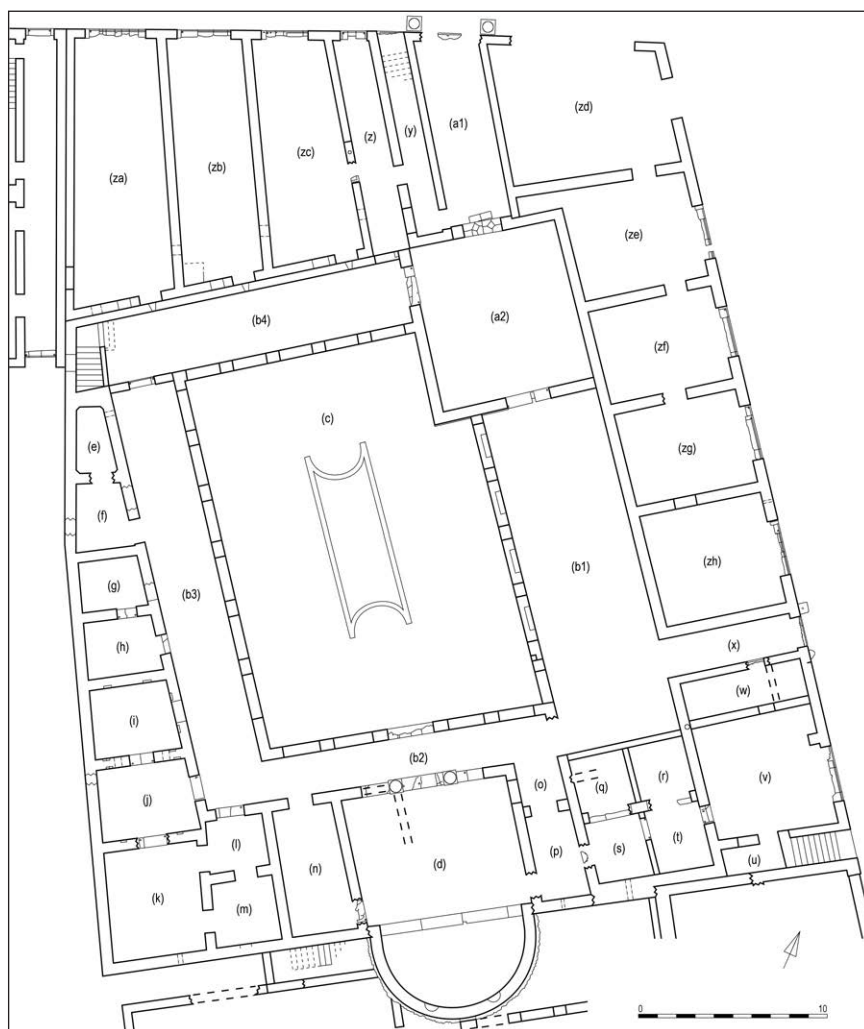 (za)
(zb)
(zc)
(z)
(y)
(a1)
(zd)
(ze)
(b4)
(a2)
(zf)
(c)
(zg)
(e)
(f)
(b3)
(b1)
(zh)
(g)
(h)
(x)
(w)
(i)
(b2)
(v)
(j)
(o)
(q)
(r)
(l)
(d)
(p)
(s)
(t)
(u)
(n)
(k)
(m)
0 10